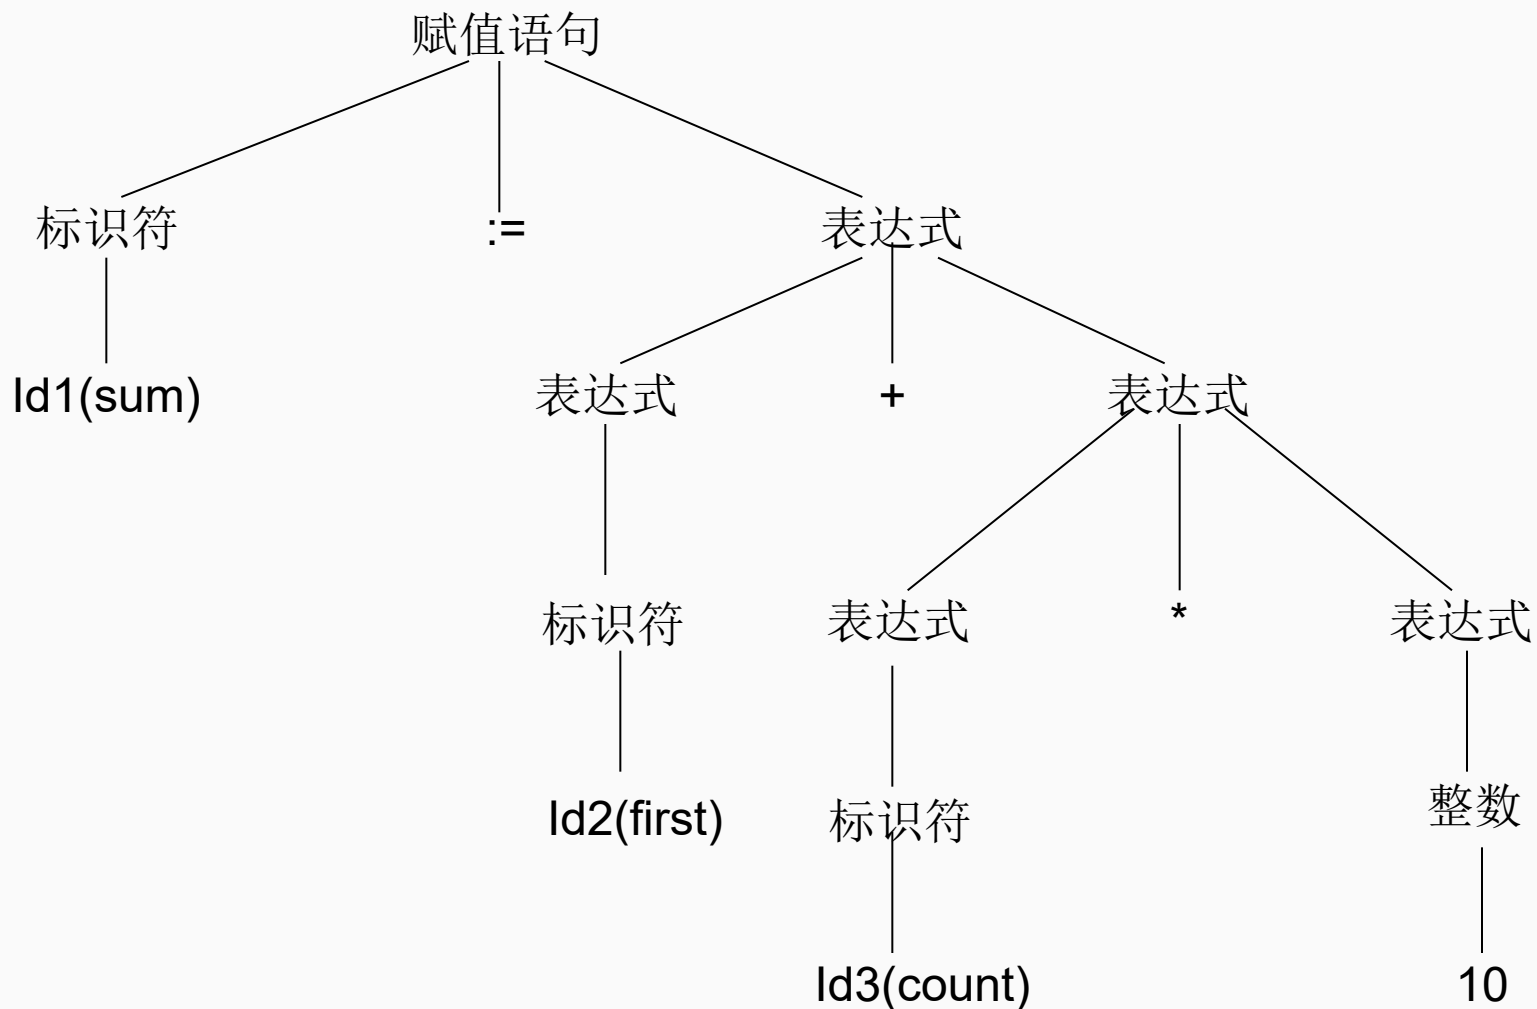 赋值语句
标识符 := 表达式
Id1(sum) 表达式 + 表达式
标识符 表达式 * 表达式
Id2(first) 标识符 整数
Id3(count) 10